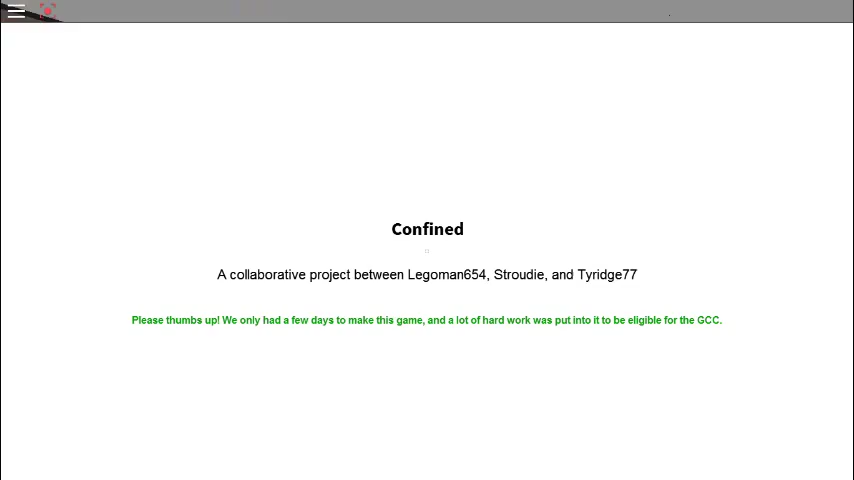 Confined
A collaborative project between Legoman654, Stroudie, and Tyridge77
Please thumbs up! We only had a few days to make this game, and a lot of hard work was put into it to be eligible for the GCC.